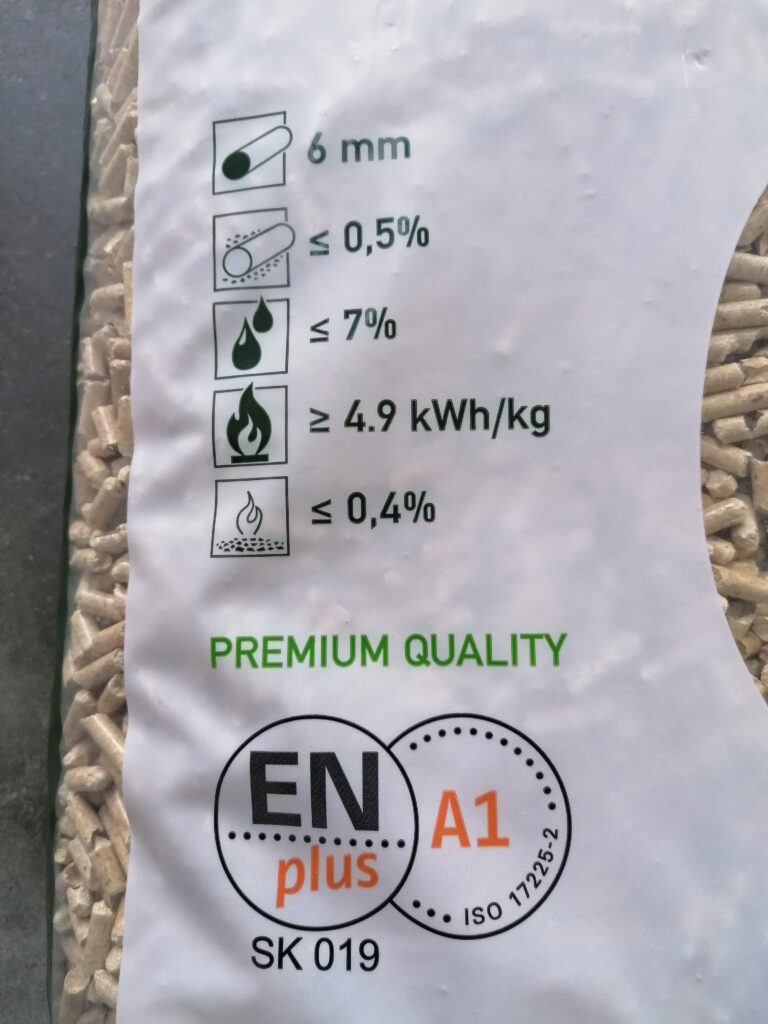 6 mm
≤ 0,5%
≤ 7%
≥ 4.9 kWh/kg
≤ 0,4%
PREMIUM QUALITY
EN
plus
A1
ISO 17225-2
SK 019